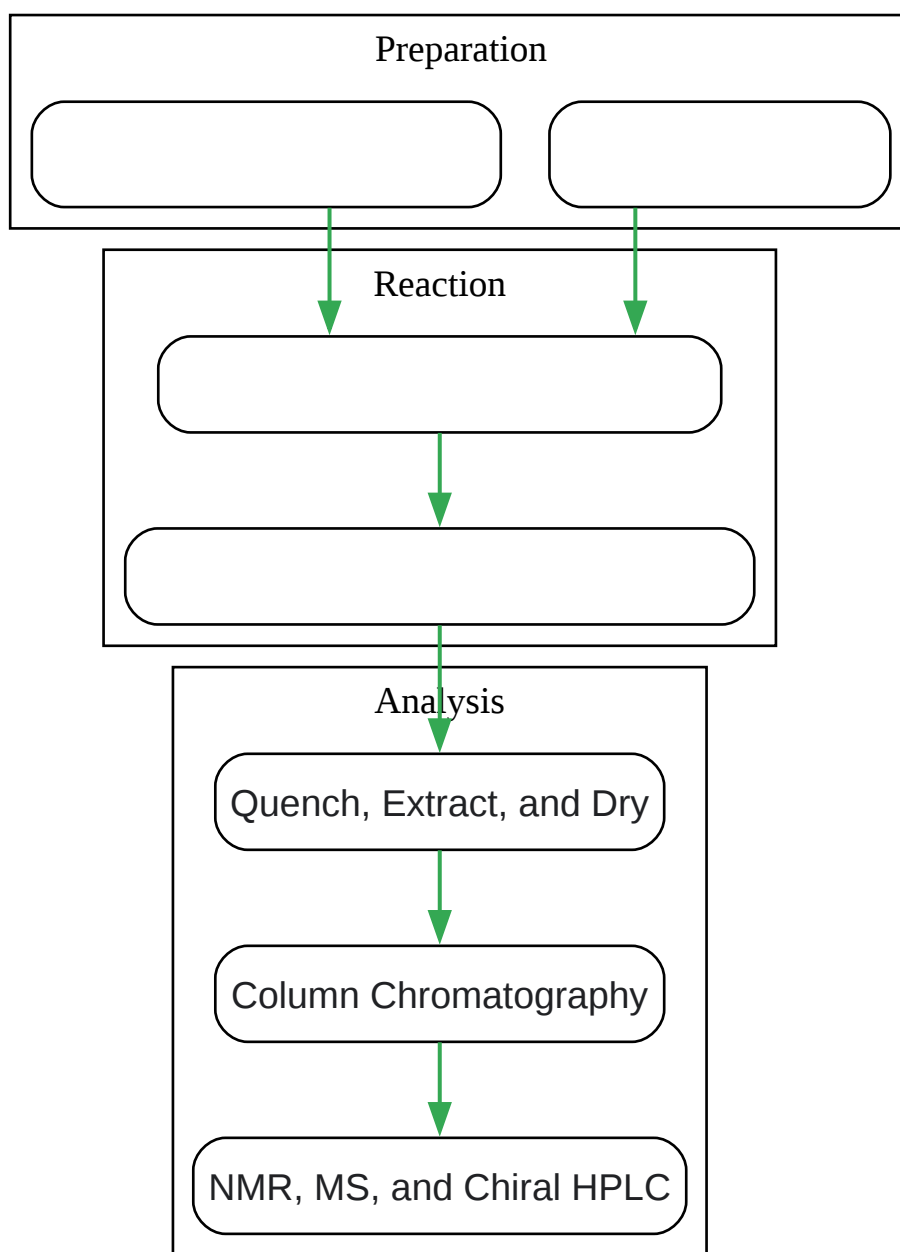 Preparation
Reaction
Analysis
Quench, Extract, and Dry
Column Chromatography
NMR, MS, and Chiral HPLC